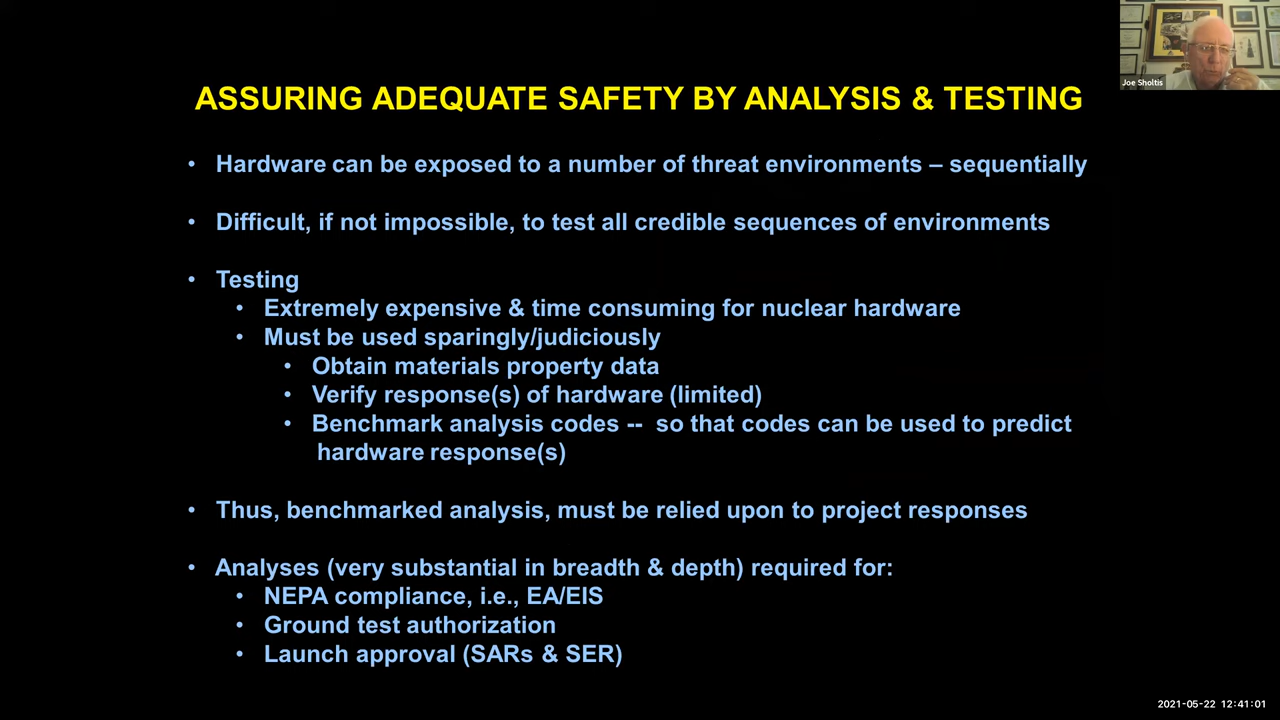 Joe Sholtis
ASSURING ADEQUATE SAFETY BY ANALYSIS & TESTING
• Hardware can be exposed to a number of threat environments – sequentially
• Difficult, if not impossible, to test all credible sequences of environments
• Testing
• Extremely expensive & time consuming for nuclear hardware
• Must be used sparingly/judiciously
• Obtain materials property data
• Verify response(s) of hardware (limited)
• Benchmark analysis codes -- so that codes can be used to predict
hardware response(s)
• Thus, benchmarked analysis, must be relied upon to project responses
• Analyses (very substantial in breadth & depth) required for:
• NEPA compliance, i.e., EA/EIS
• Ground test authorization
• Launch approval (SARs & SER)
2021-05-22 12:41:01